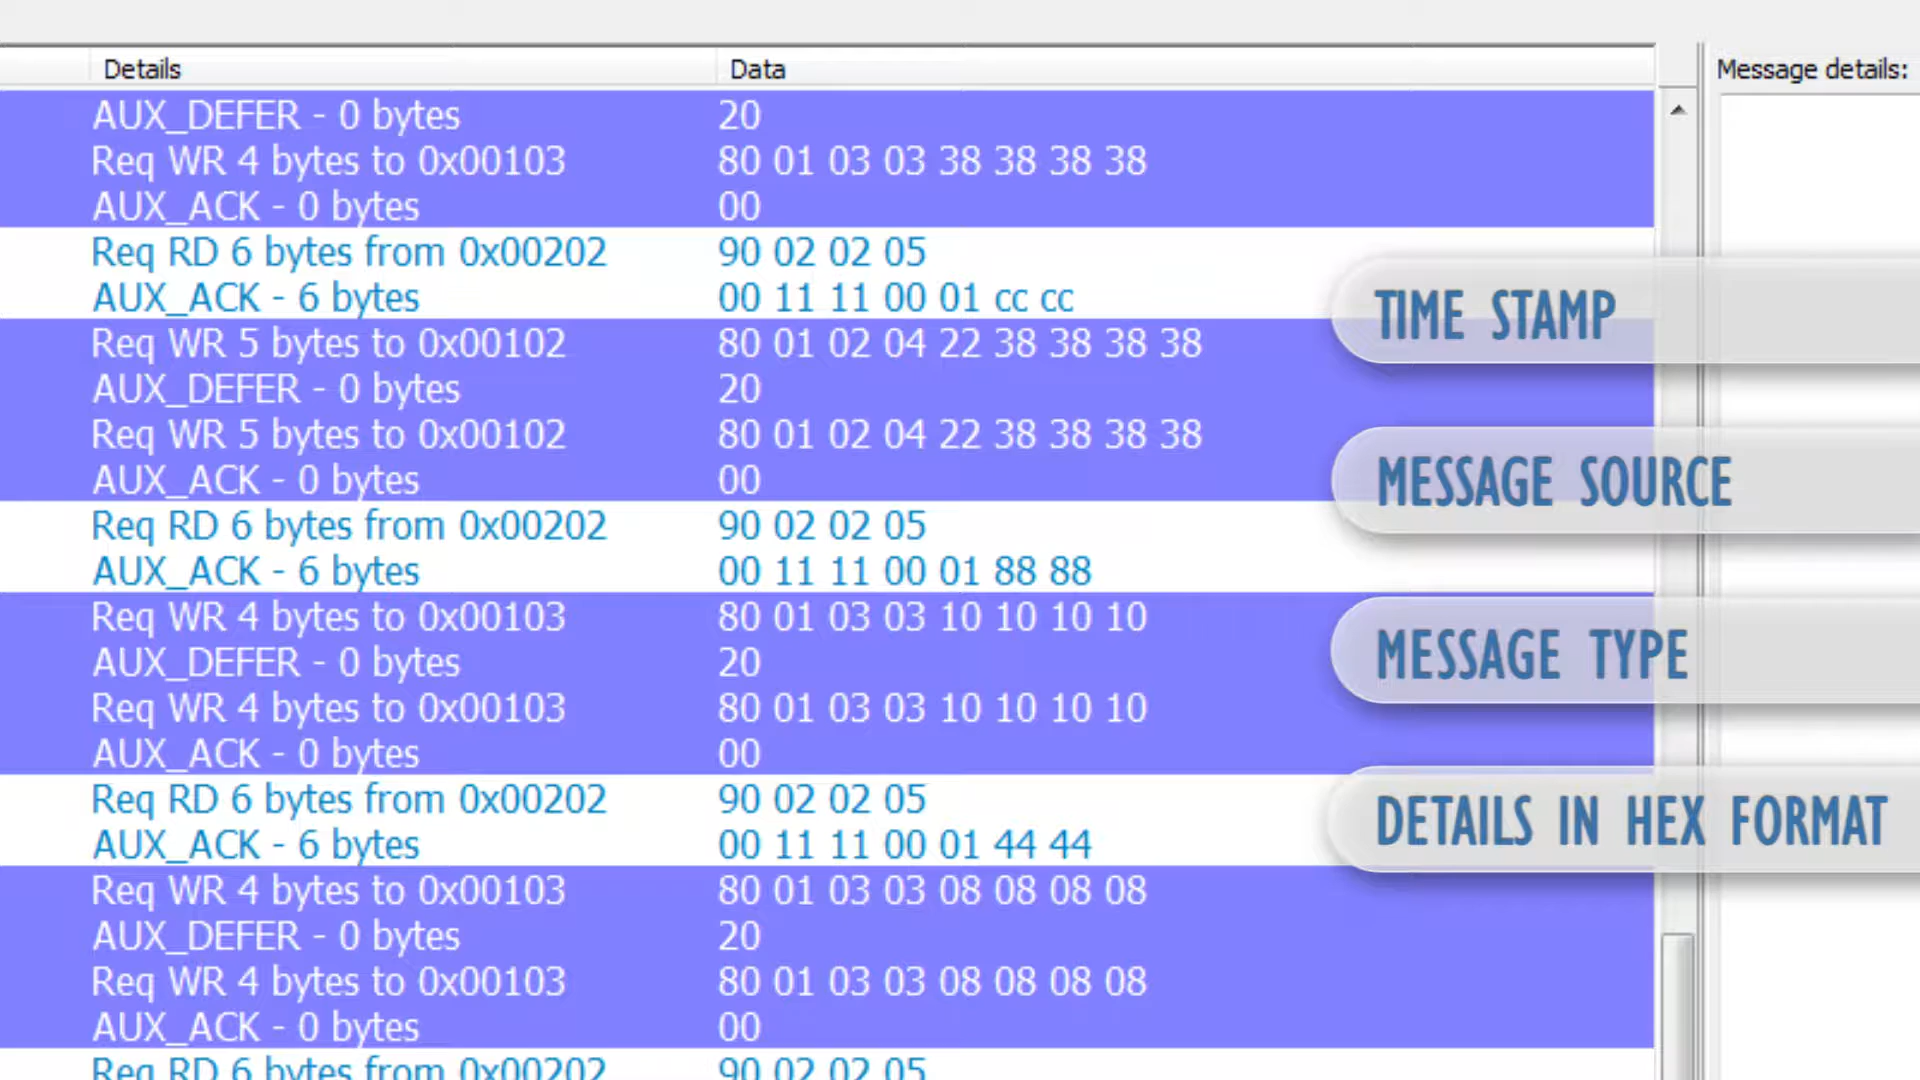 Details Data Message details:
AUX_DEFER - 0 bytes 20
Req WR 4 bytes to 0x00103 80 01 03 03 38 38 38 38
AUX_ACK - 0 bytes 00
Req RD 6 bytes from 0x00202 90 02 02 05
AUX_ACK - 6 bytes 00 11 11 00 01 cc cc
TIME STAMP
Req WR 5 bytes to 0x00102 80 01 02 04 22 38 38 38 38
AUX_DEFER - 0 bytes 20
Req WR 5 bytes to 0x00102 80 01 02 04 22 38 38 38 38
AUX_ACK - 0 bytes 00
MESSAGE SOURCE
Req RD 6 bytes from 0x00202 90 02 02 05
AUX_ACK - 6 bytes 00 11 11 00 01 88 88
Req WR 4 bytes to 0x00103 80 01 03 03 10 10 10 10
AUX_DEFER - 0 bytes 20
MESSAGE TYPE
Req WR 4 bytes to 0x00103 80 01 03 03 10 10 10 10
AUX_ACK - 0 bytes 00
Req RD 6 bytes from 0x00202 90 02 02 05
AUX_ACK - 6 bytes 00 11 11 00 01 44 44
DETAILS IN HEX FORMAT
Req WR 4 bytes to 0x00103 80 01 03 03 08 08 08 08
AUX_DEFER - 0 bytes 20
Req WR 4 bytes to 0x00103 80 01 03 03 08 08 08 08
AUX_ACK - 0 bytes 00
Req RD 6 bytes from 0x00202 90 02 02 05